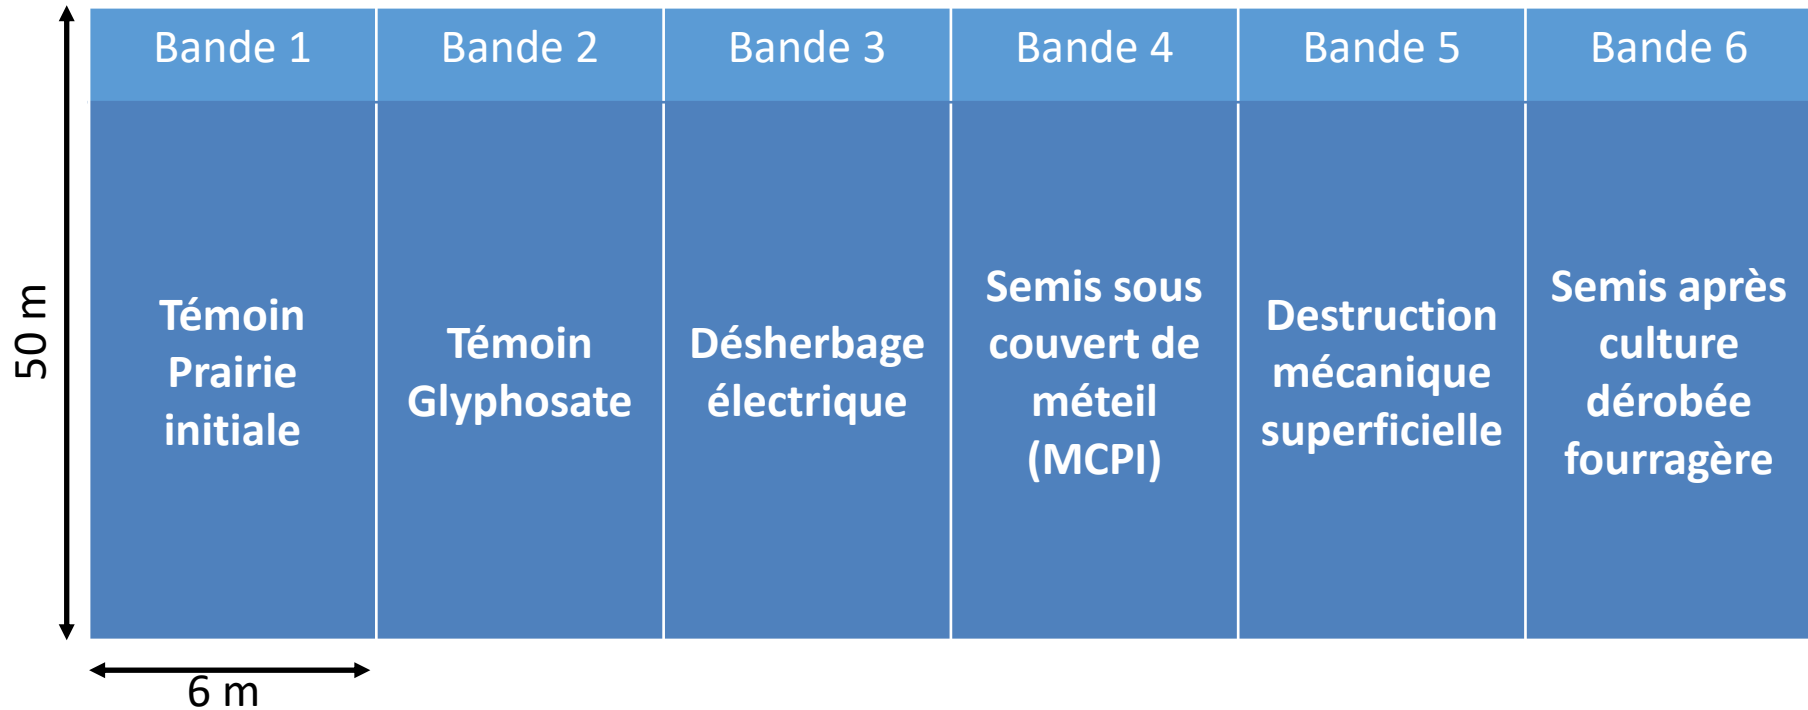 Bande 1
Bande 2
Bande 3
Bande 4
Bande 5
Bande 6
50 m
Témoin
Prairie
initiale
Témoin
Glyphosate
Désherbage
électrique
Semis sous
couvert de
méteil
(MCPI)
Destruction
mécanique
superficielle
Semis après
culture
dérobée
fourragère
6 m